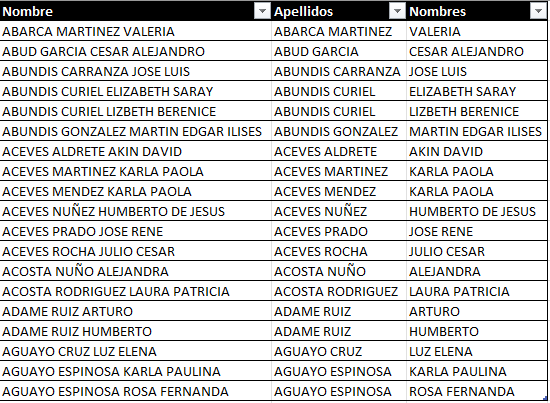 Nombre Apellidos Nombres
ABARCA MARTINEZ VALERIA ABARCA MARTINEZ VALERIA
ABUD GARCIA CESAR ALEJANDRO ABUD GARCIA CESAR ALEJANDRO
ABUNDIS CARRANZA JOSE LUIS ABUNDIS CARRANZA JOSE LUIS
ABUNDIS CURIEL ELIZABETH SARAY ABUNDIS CURIEL ELIZABETH SARAY
ABUNDIS CURIEL LIZBETH BERENICE ABUNDIS CURIEL LIZBETH BERENICE
ABUNDIS GONZALEZ MARTIN EDGAR ILISES ABUNDIS GONZALEZ MARTIN EDGAR ILISES
ACEVES ALDRETE AKIN DAVID ACEVES ALDRETE AKIN DAVID
ACEVES MARTINEZ KARLA PAOLA ACEVES MARTINEZ KARLA PAOLA
ACEVES MENDEZ KARLA PAOLA ACEVES MENDEZ KARLA PAOLA
ACEVES NUÑEZ HUMBERTO DE JESUS ACEVES NUÑEZ HUMBERTO DE JESUS
ACEVES PRADO JOSE RENE ACEVES PRADO JOSE RENE
ACEVES ROCHA JULIO CESAR ACEVES ROCHA JULIO CESAR
ACOSTA NUÑO ALEJANDRA ACOSTA NUÑO ALEJANDRA
ACOSTA RODRIGUEZ LAURA PATRICIA ACOSTA RODRIGUEZ LAURA PATRICIA
ADAME RUIZ ARTURO ADAME RUIZ ARTURO
ADAME RUIZ HUMBERTO ADAME RUIZ HUMBERTO
AGUAYO CRUZ LUZ ELENA AGUAYO CRUZ LUZ ELENA
AGUAYO ESPINOSA KARLA PAULINA AGUAYO ESPINOSA KARLA PAULINA
AGUAYO ESPINOSA ROSA FERNANDA AGUAYO ESPINOSA ROSA FERNANDA